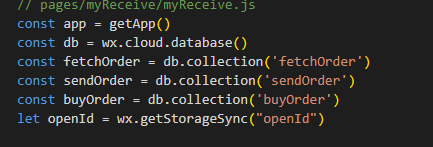 // pages/myReceive/myReceive.js
const app = getApp()
const db = wx.cloud.database()
const fetchOrder = db.collection('fetchOrder')
const sendOrder = db.collection('sendOrder')
const buyOrder = db.collection('buyOrder')
let openId = wx.getStorageSync("openId")